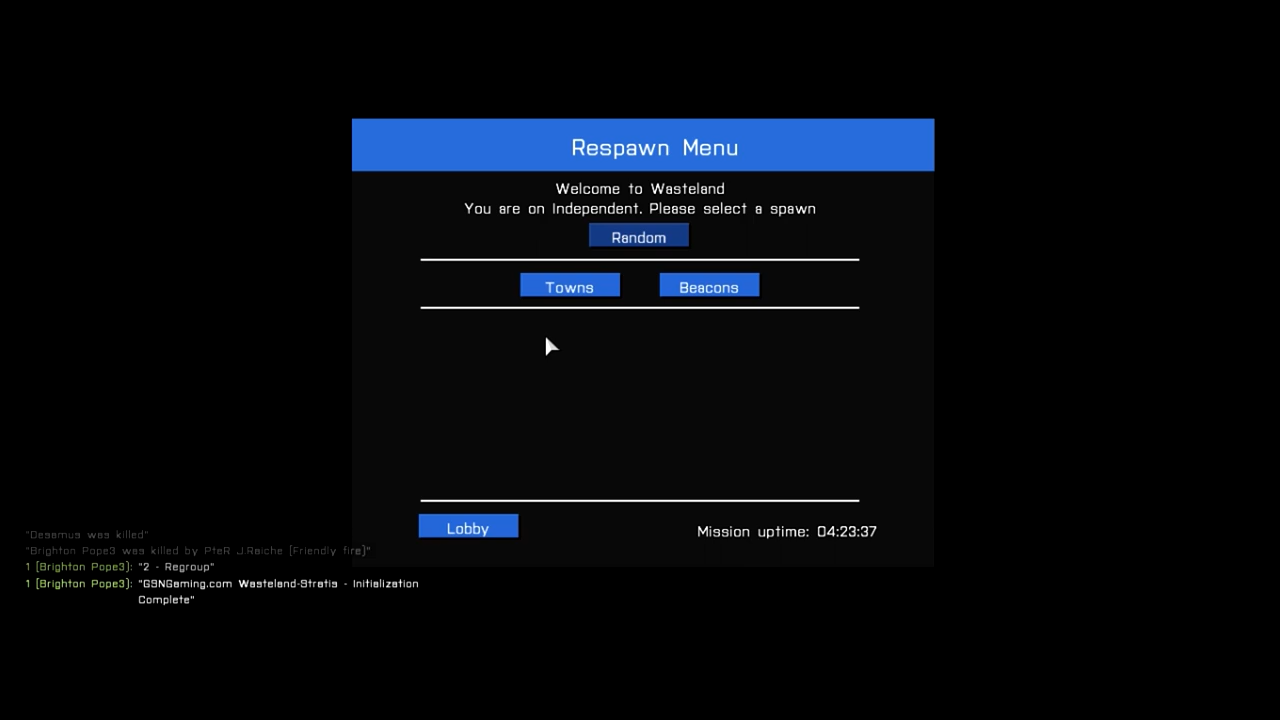 Respawn Menu
Welcome to Wasteland
You are on Independent. Please select a spawn
Random
Towns Beacons
Lobby
Mission uptime: 04:23:37
"Desamus was killed"
"Brighton Pope3 was killed by PteR J.Raiche (Friendly fire)"
1 (Brighton Pope3): "2 - Regroup"
1 (Brighton Pope3): "GSNGaming.com Wasteland-Stratis - Initialization
Complete"